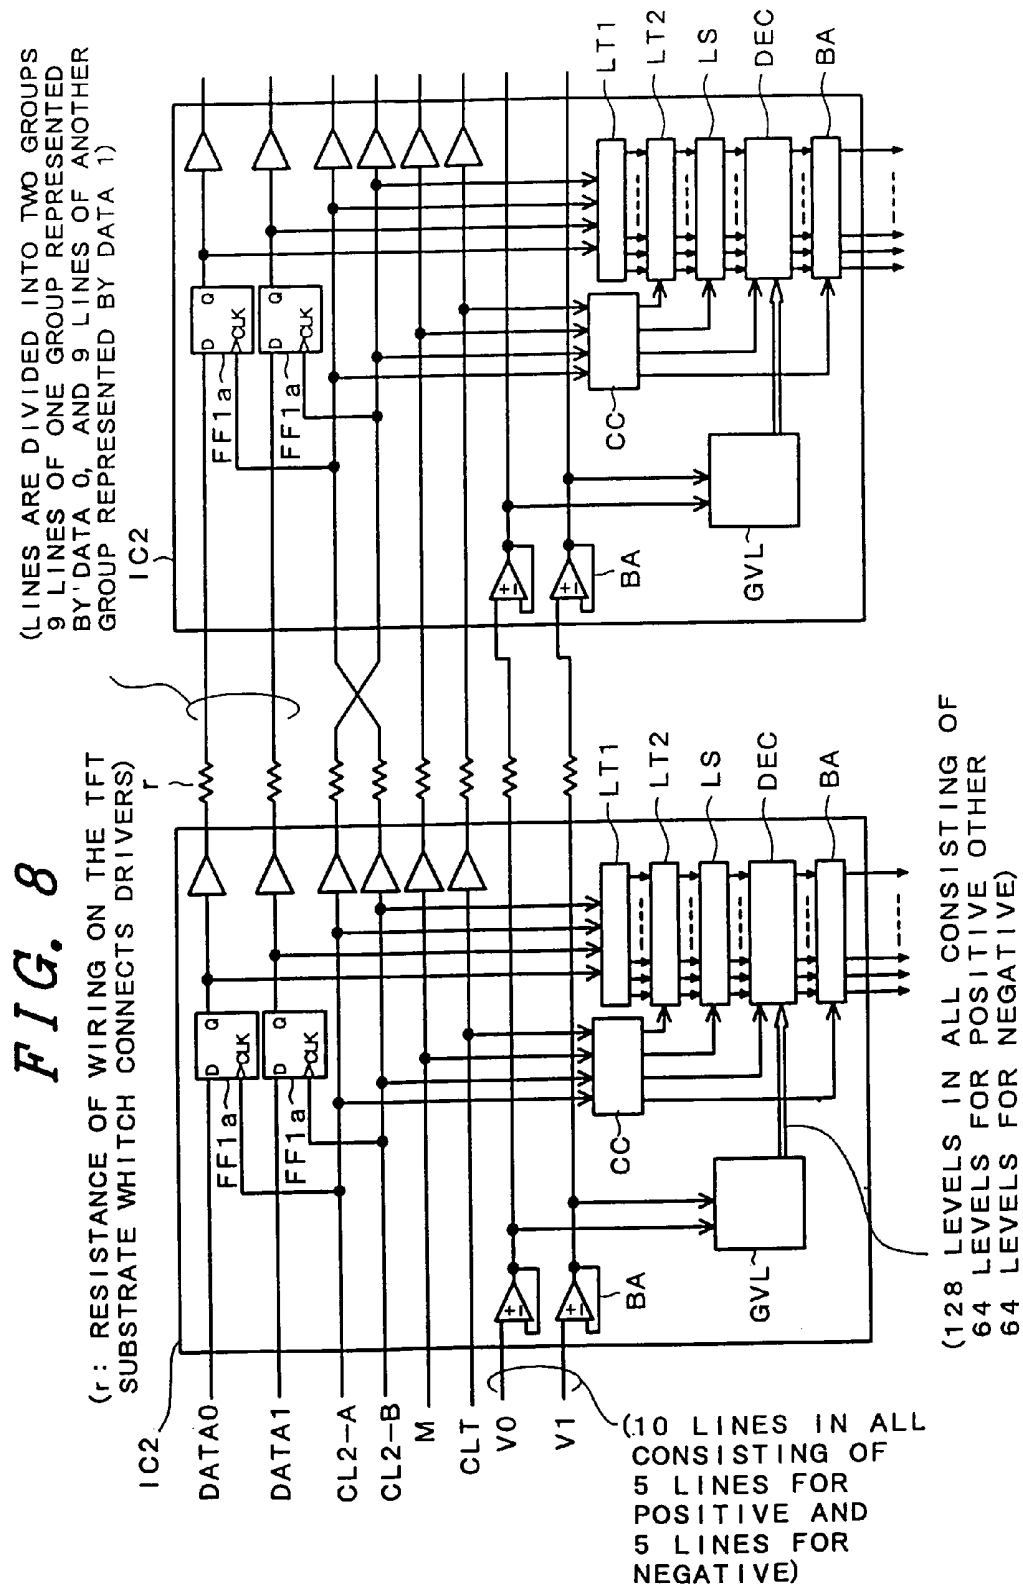 FIG. 8
(r: RESISTANCE OF WIRING ON THE TFT
SUBSTRATE WHITCH CONNECTS DRIVERS)
(LINES ARE DIVIDED INTO TWO GROUPS
9 LINES OF ONE GROUP REPRESENTED
BY'DATA 0, AND 9 LINES OF ANOTHER
GROUP REPRESENTED BY DATA 1)
IC2
r
IC2
DATA0
DATA1
CL2-A
CL2-B
M
CLT
V0
V1
D
Q
CLK
FF1a
D
Q
CLK
FF1a
+
-
+
-
BA
CC
GVL
LT1
LT2
LS
DEC
BA
D
Q
CLK
FF1a
D
Q
CLK
FF1a
+
-
+
-
BA
CC
GVL
LT1
LT2
LS
DEC
BA
(10 LINES IN ALL
CONSISTING OF
5 LINES FOR
POSITIVE AND
5 LINES FOR
NEGATIVE)
(128 LEVELS IN ALL CONSISTING OF
64 LEVELS FOR POSITIVE OTHER
64 LEVELS FOR NEGATIVE)